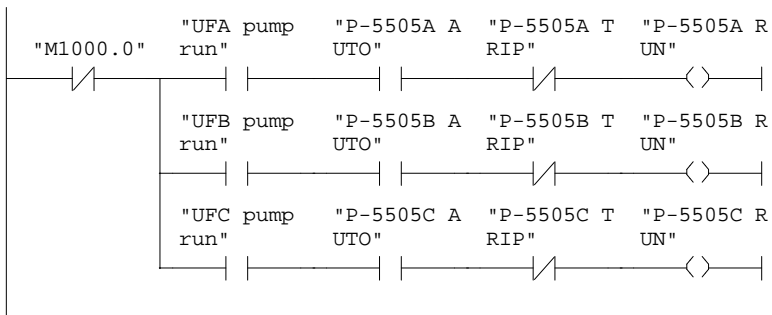 "UFA pump "P-5505A A "P-5505A T "P-5505A R
"M1000.0" run" UTO" RIP" UN"
"UFB pump "P-5505B A "P-5505B T "P-5505B R
run" UTO" RIP" UN"
"UFC pump "P-5505C A "P-5505C T "P-5505C R
run" UTO" RIP" UN"